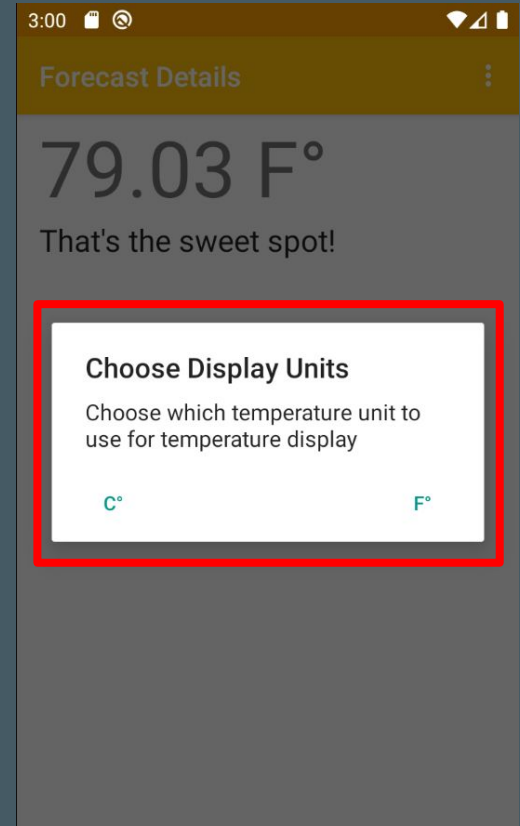 3:00
Forecast Details
79.03 F°
That's the sweet spot!
Choose Display Units
Choose which temperature unit to
use for temperature display
C° F°